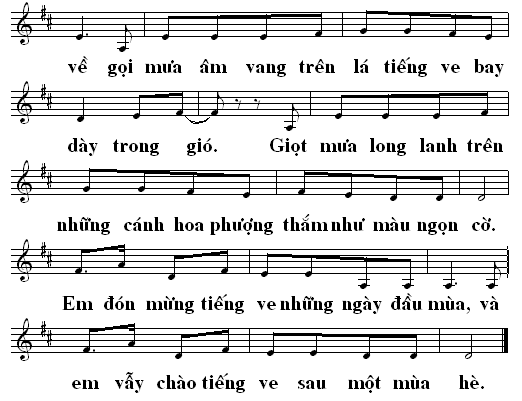 về gọi mưa âm vang trên lá tiếng ve bay
dày trong gió. Giọt mưa long lanh trên
những cánh hoa phượng thắm như màu ngọn cờ.
Em đón mừng tiếng ve những ngày đầu mùa, và
em vẫy chào tiếng ve sau một mùa hè.